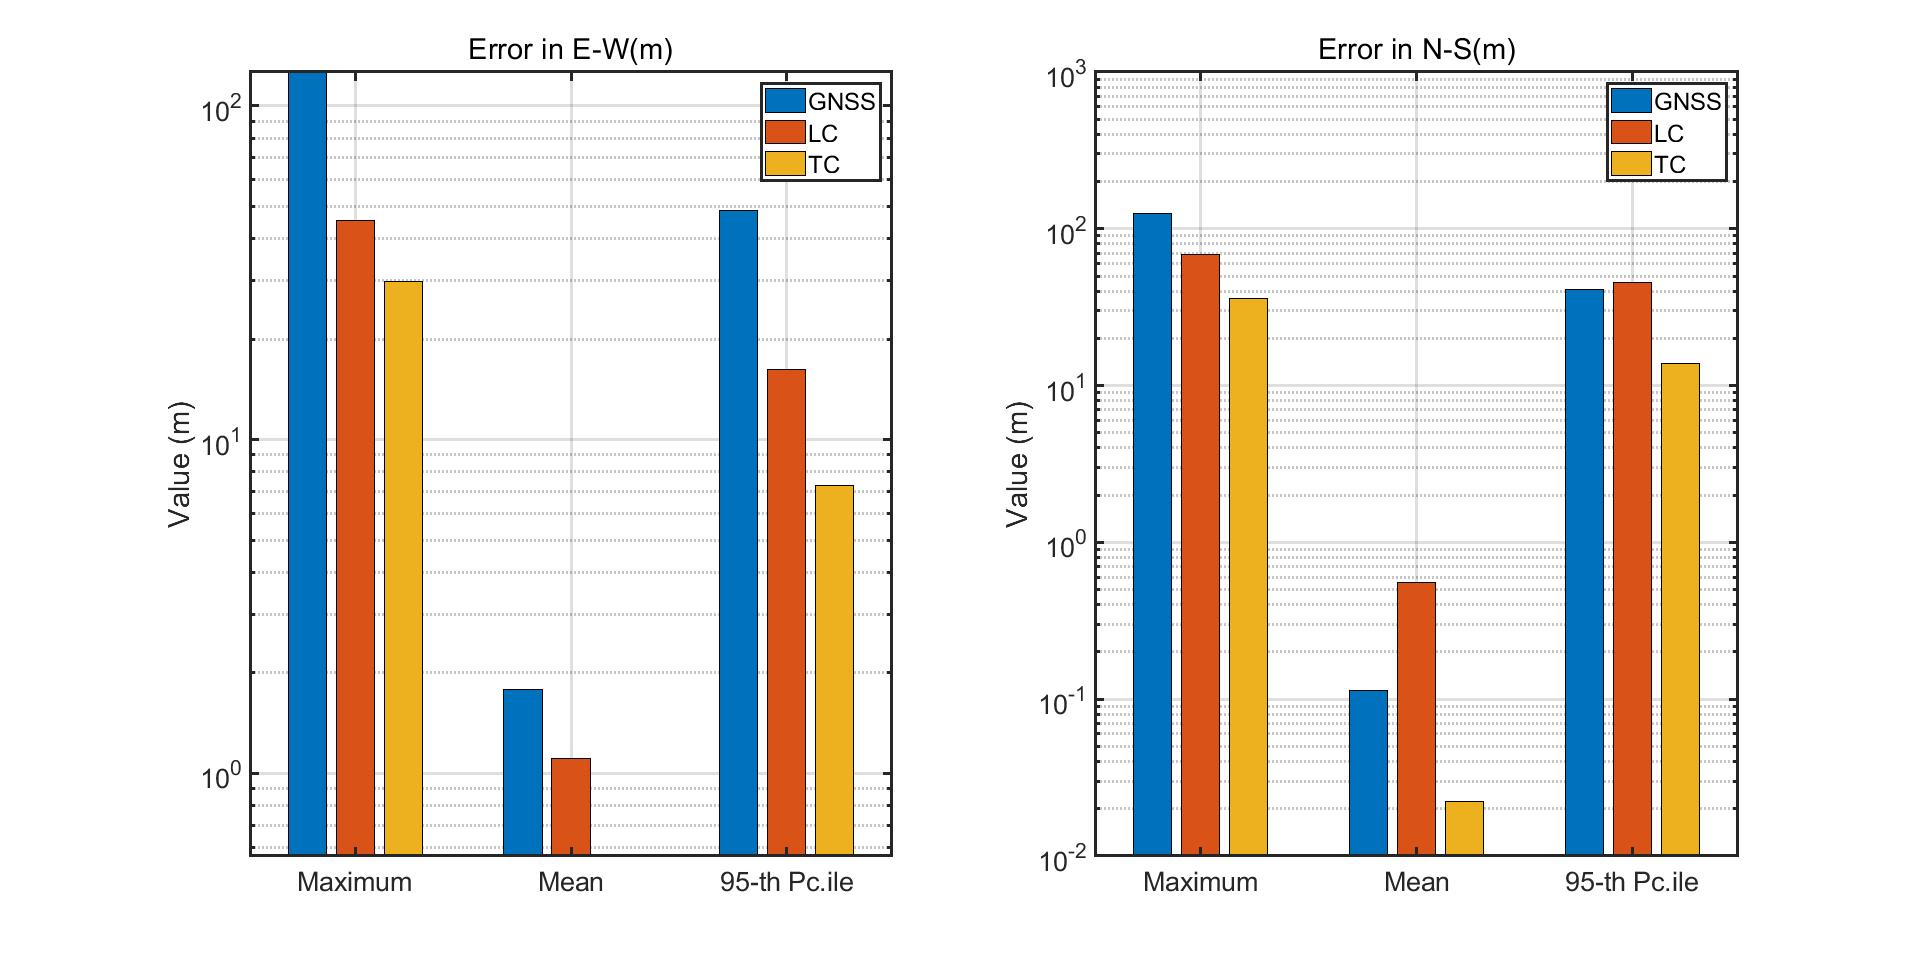 Error in E-W(m)
GNSS
LC
TC
10^2
10^1
10^0
Value (m)
Maximum
Mean
95-th Pc.ile
Error in N-S(m)
GNSS
LC
TC
10^3
10^2
10^1
10^0
10^-1
10^-2
Value (m)
Maximum
Mean
95-th Pc.ile